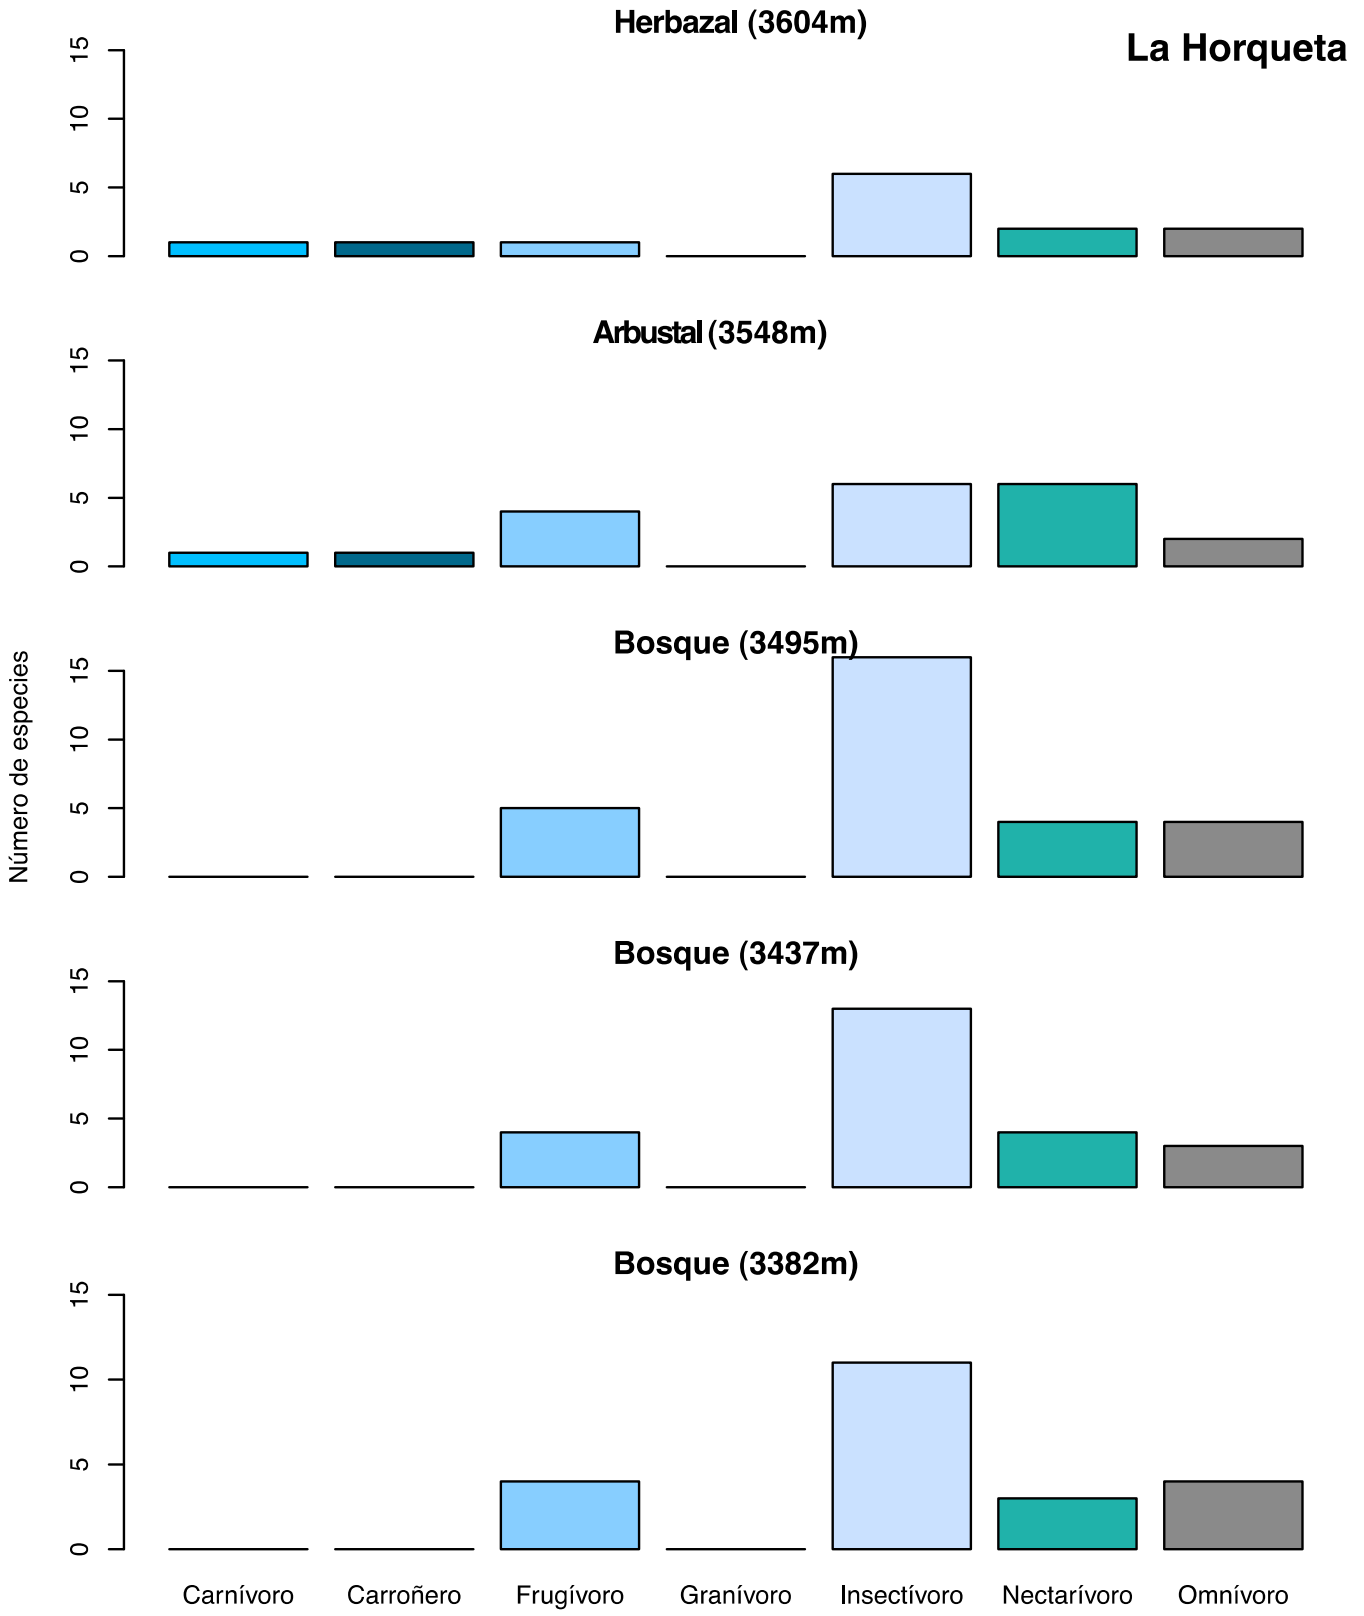 Herbazal (3604m)
La Horqueta
15
10
5
0
Arbustal (3548m)
15
10
5
0
Bosque (3495m)
15
10
5
0
Número de especies
Bosque (3437m)
15
10
5
0
Bosque (3382m)
15
10
5
0
Carnívoro Carroñero Frugívoro Granívoro Insectívoro Nectarívoro Omnívoro